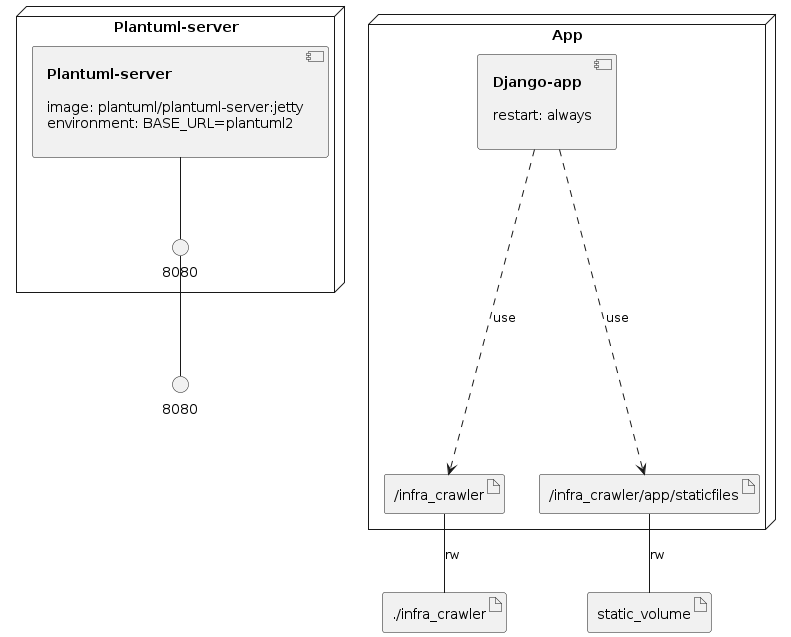 Plantuml-server
Plantuml-server
image: plantuml/plantuml-server:jetty
environment: BASE_URL=plantuml2
8080
8080
App
Django-app
restart: always
use
use
/infra_crawler
/infra_crawler/app/staticfiles
rw
rw
./infra_crawler
static_volume